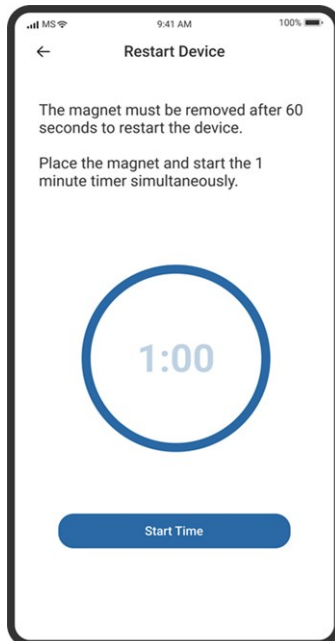 MS 9:41 AM 100%
Restart Device
The magnet must be removed after 60
seconds to restart the device.
Place the magnet and start the 1
minute timer simultaneously.
1:00
Start Time